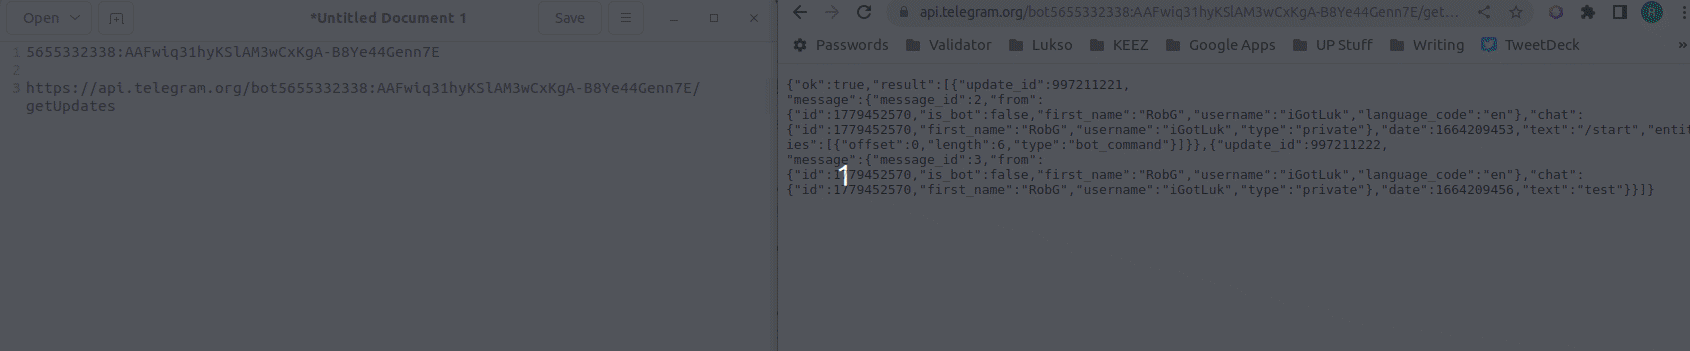 Open
*Untitled Document 1
Save
1 5655332338:AAFwiq31hyKSlAM3wCxKgA-B8Ye44Genn7E
2
3 https://api.telegram.org/bot5655332338:AAFwiq31hyKSlAM3wCxKgA-B8Ye44Genn7E/
getUpdates
api.telegram.org/bot5655332338:AAFwiq31hyKSlAM3wCxKgA-B8Ye44Genn7E/get...
Passwords Validator Lukso KEEZ Google Apps UP Stuff Writing TweetDeck »
{"ok":true,"result":[{"update_id":997211221,
"message":{"message_id":2,"from":
{"id":1779452570,"is_bot":false,"first_name":"RobG","username":"iGotLuk","language_code":"en"},"chat":
{"id":1779452570,"first_name":"RobG","username":"iGotLuk","type":"private"},"date":1664209453,"text":"/start","entit
ies":[{"offset":0,"length":6,"type":"bot_command"}]}},{"update_id":997211222,
"message":{"message_id":3,"from":
{"id":1779452570,"is_bot":false,"first_name":"RobG","username":"iGotLuk","language_code":"en"},"chat":
{"id":1779452570,"first_name":"RobG","username":"iGotLuk","type":"private"},"date":1664209456,"text":"test"}}]}
1